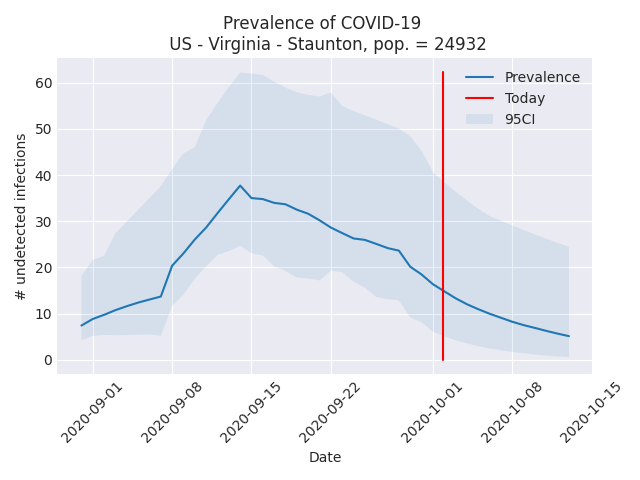 Prevalence of COVID-19
US - Virginia - Staunton, pop. = 24932
# undetected infections
60
50
40
30
20
10
0
Prevalence
Today
95CI
2020-09-01
2020-09-08
2020-09-15
2020-09-22
2020-10-01
2020-10-08
2020-10-15
Date